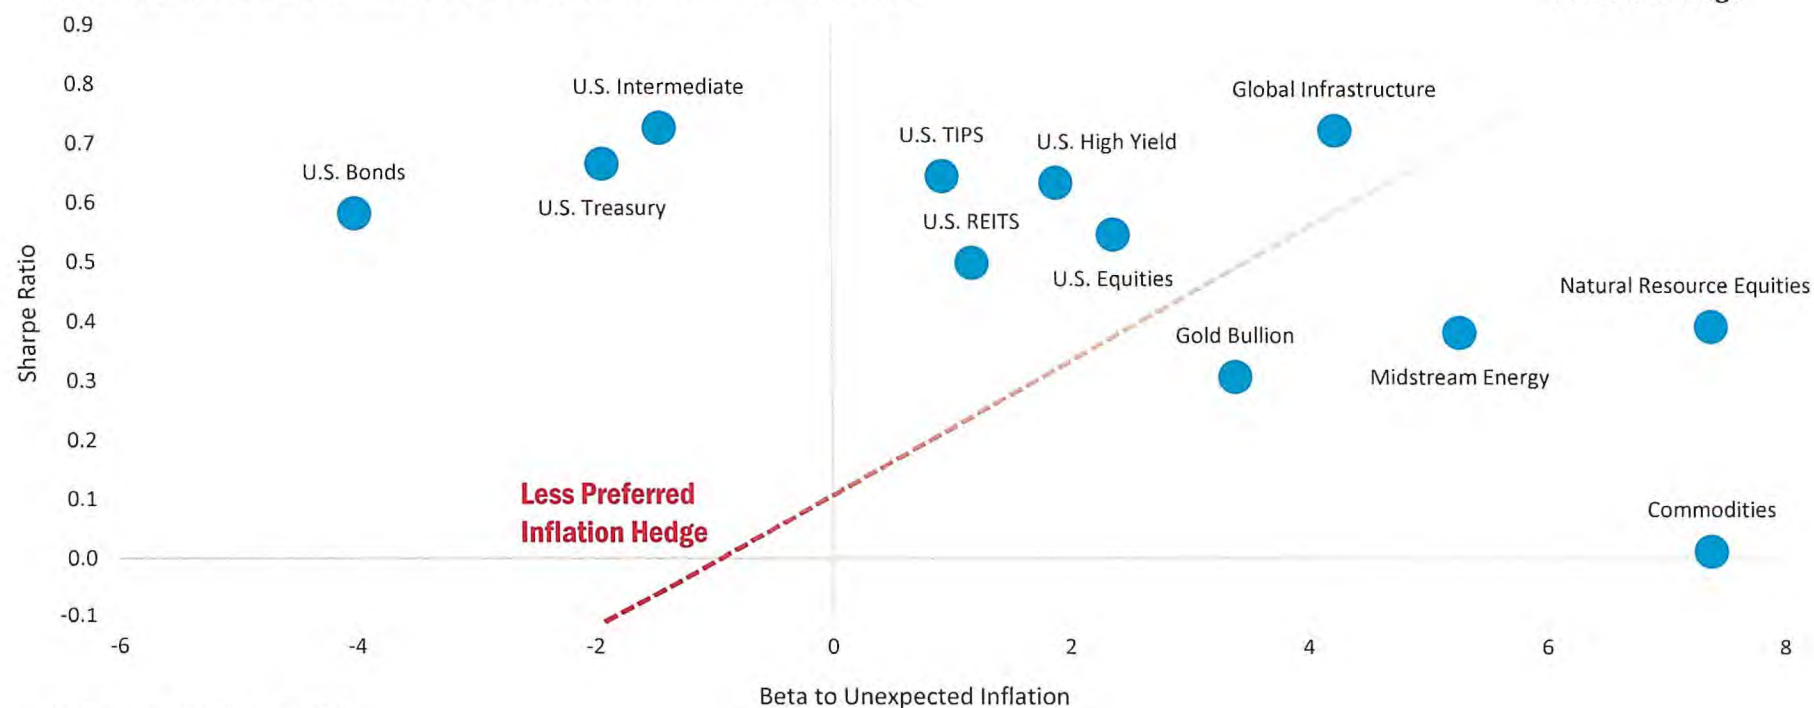 0.9
0.8
0.7
0.6
0.5
0.4
0.3
0.2
0.1
0.0
-0.1
Sharpe Ratio
U.S. Intermediate
Global Infrastructure
U.S. TIPS
U.S. High Yield
U.S. Bonds
U.S. Treasury
U.S. REITS
U.S. Equities
Natural Resource Equities
Gold Bullion
Midstream Energy
Less Preferred
Inflation Hedge
Commodities
-6 -4 -2 0 2 4 6 8
Beta to Unexpected Inflation